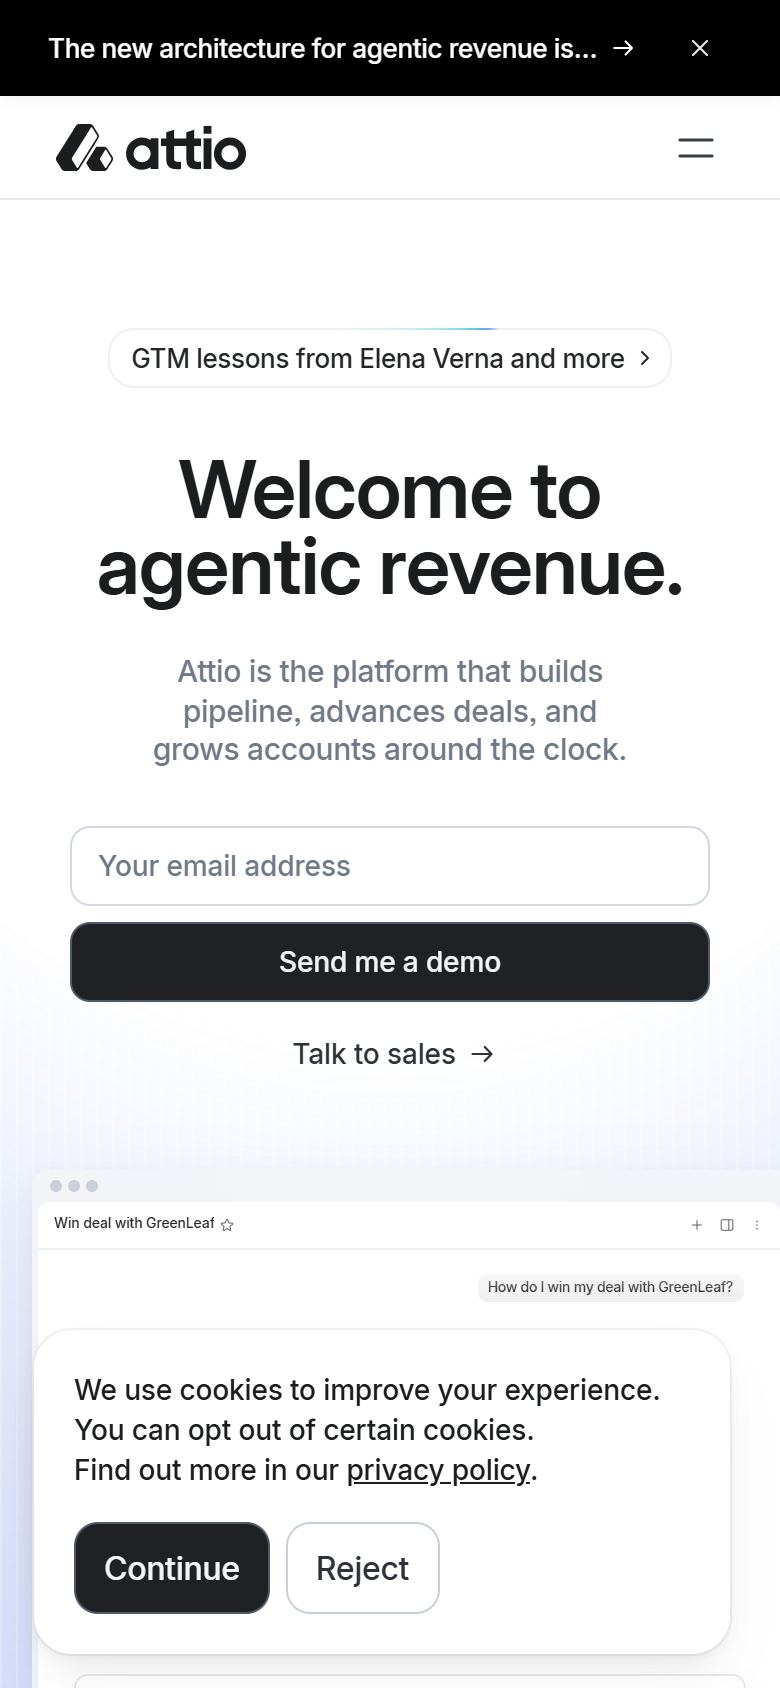 The new architecture for agentic revenue is...
attio
GTM lessons from Elena Verna and more
Welcome to
agentic revenue.
Attio is the platform that builds
pipeline, advances deals, and
grows accounts around the clock.
Your email address
Send me a demo
Talk to sales
Win deal with GreenLeaf
How do I win my deal with GreenLeaf?
We use cookies to improve your experience.
You can opt out of certain cookies.
Find out more in our privacy policy.
Continue
Reject